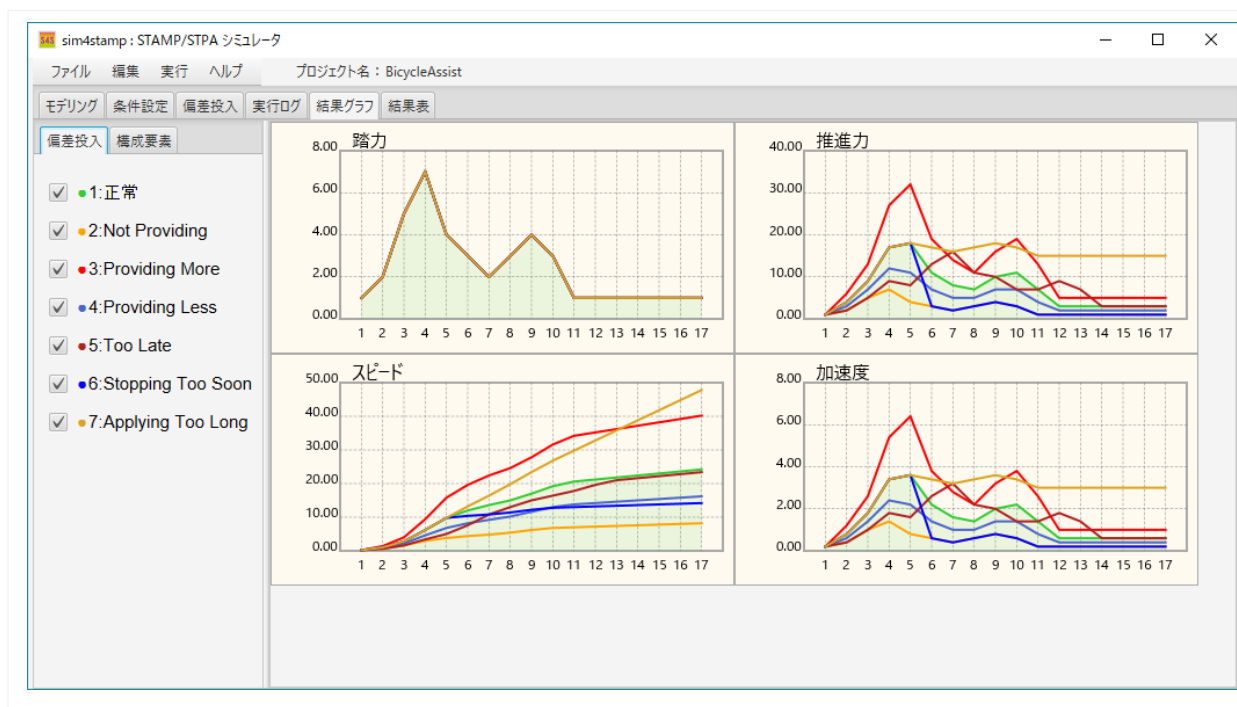 S4S sim4stamp : STAMP/STPA シミュレータ
ファイル 編集 実行 ヘルプ プロジェクト名： BicycleAssist
モデリング 条件設定 偏差投入 実行ログ 結果グラフ 結果表
偏差投入 構成要素
1:正常
2:Not Providing
3:Providing More
4:Providing Less
5:Too Late
6:Stopping Too Soon
7:Applying Too Long
踏力
8.00
6.00
4.00
2.00
0.00
1 2 3 4 5 6 7 8 9 10 11 12 13 14 15 16 17
推進力
40.00
30.00
20.00
10.00
0.00
1 2 3 4 5 6 7 8 9 10 11 12 13 14 15 16 17
スピード
50.00
40.00
30.00
20.00
10.00
0.00
1 2 3 4 5 6 7 8 9 10 11 12 13 14 15 16 17
加速度
8.00
6.00
4.00
2.00
0.00
1 2 3 4 5 6 7 8 9 10 11 12 13 14 15 16 17